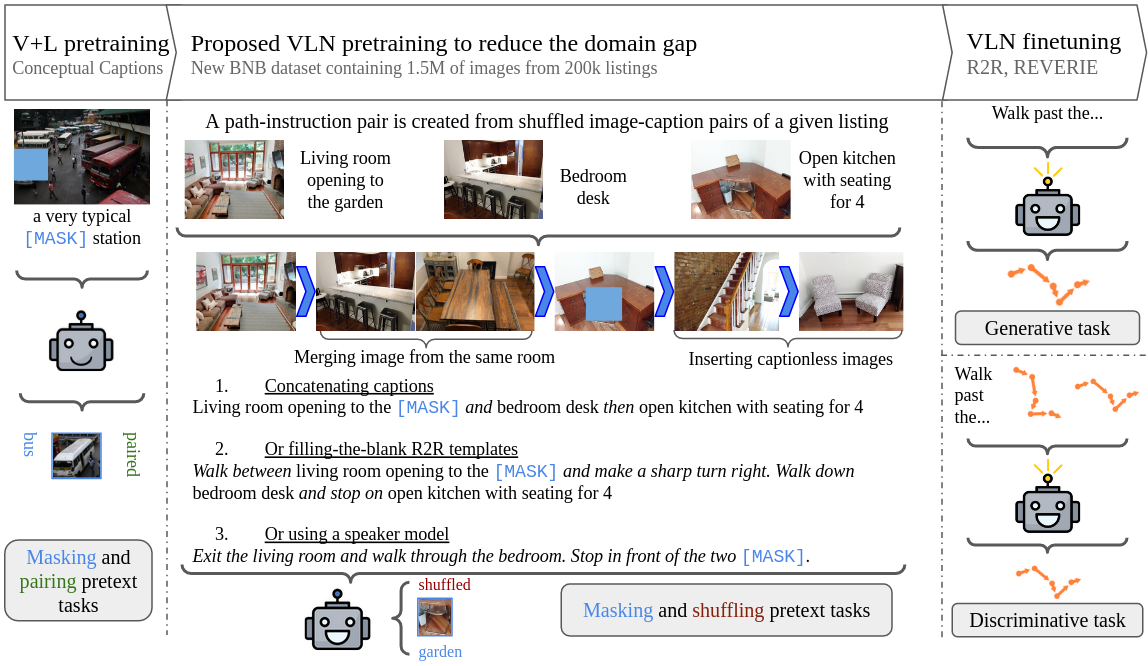 V+L pretraining
Conceptual Captions
Proposed VLN pretraining to reduce the domain gap
New BNB dataset containing 1.5M of images from 200k listings
VLN finetuning
R2R, REVERIE
a very typical
[MASK] station
bus
paired
Masking and
pairing pretext
tasks
A path-instruction pair is created from shuffled image-caption pairs of a given listing
Living room
opening to
the garden
Bedroom
desk
Open kitchen
with seating
for 4
Merging image from the same room
Inserting captionless images
1. Concatenating captions
Living room opening to the [MASK] and bedroom desk then open kitchen with seating for 4
2. Or filling-the-blank R2R templates
Walk between living room opening to the [MASK] and make a sharp turn right. Walk down
bedroom desk and stop on open kitchen with seating for 4
3. Or using a speaker model
Exit the living room and walk through the bedroom. Stop in front of the two [MASK].
shuffled
garden
Masking and shuffling pretext tasks
Walk past the...
Generative task
Walk
past
the...
Discriminative task